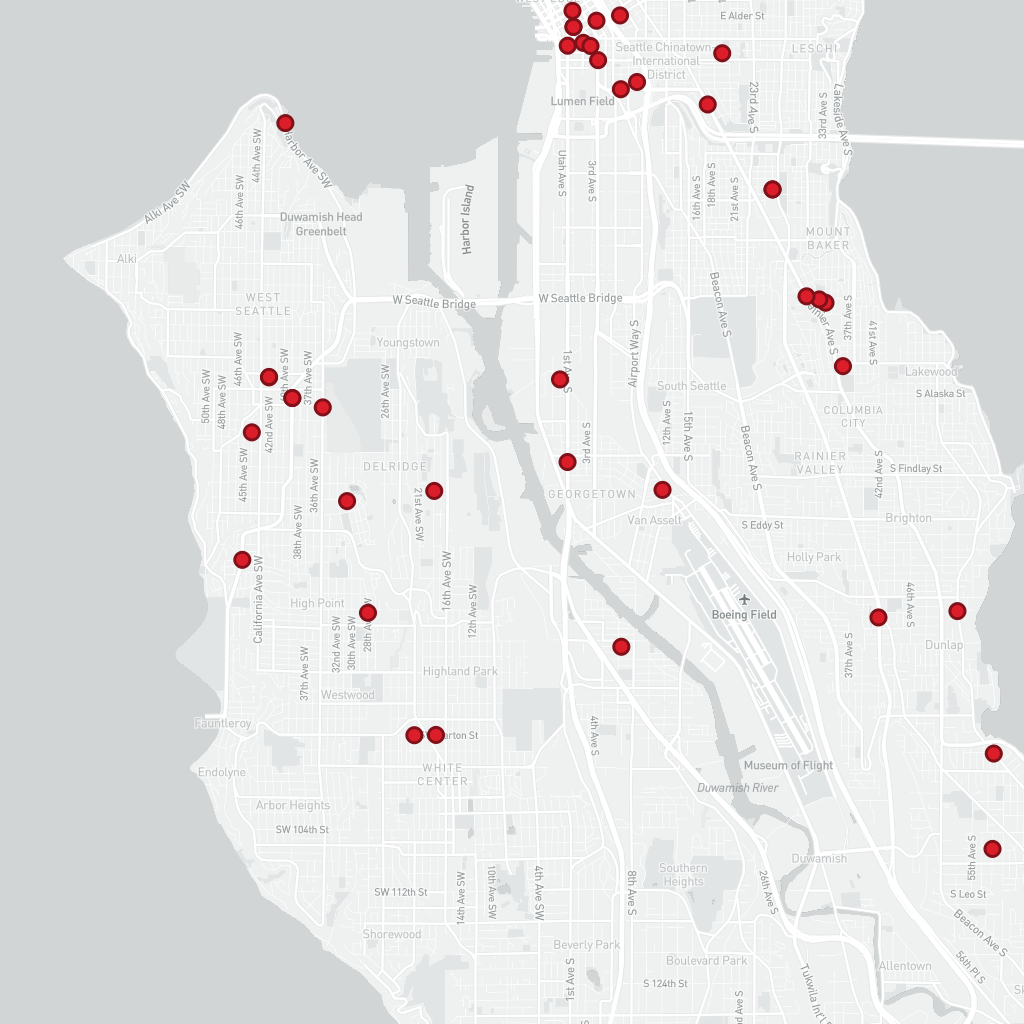 E Alder St
Seattle Chinatown-
International
District
LESCHI
Lumen Field
23rd Ave S
33rd Ave S
Lakeside Ave S
44th Ave SW
Harbor Ave SW
Alki Ave SW
46th Ave SW
Duwamish Head
Greenbelt
Harbor Island
Utah Ave S
3rd Ave S
16th Ave S
18th Ave S
21st Ave S
MOUNT
BAKER
Alki
WEST
SEATTLE
W Seattle Bridge
W Seattle Bridge
Beacon Ave S
37th Ave S
41st Ave S
Youngstown
Airport Way S
46th Ave SW
50th Ave SW
48th Ave SW
37th Ave SW
26th Ave SW
42nd Ave SW
South Seattle
Lakewood
S Alaska St
COLUMBIA
CITY
12th Ave S
15th Ave S
3rd Ave S
Beacon Ave S
45th Ave SW
36th Ave SW
DELRIDGE
RAINIER
VALLEY
42nd Ave S
S Findlay St
GEORGETOWN
21st Ave SW
38th Ave SW
Van Asselt
S Eddy St
Brighton
Holly Park
16th Ave SW
12th Ave SW
California Ave SW
High Point
Boeing Field
46th Ave S
32nd Ave SW
30th Ave SW
37th Ave S
Dunlap
37th Ave SW
Highland Park
Westwood
Fauntleroy
4th Ave S
WHITE
CENTER
Endolyne
Museum of Flight
Duwamish River
Arbor Heights
SW 104th St
Duwamish
55th Ave S
Southern
Heights
SW 112th St
14th Ave SW
10th Ave SW
4th Ave SW
8th Ave S
26th Ave S
S Leo St
Beacon Ave S
Shorewood
Beverly Park
Boulevard Park
Allentown
56th Pl S
1st Ave S
S 124th St
Tukwila Int'l